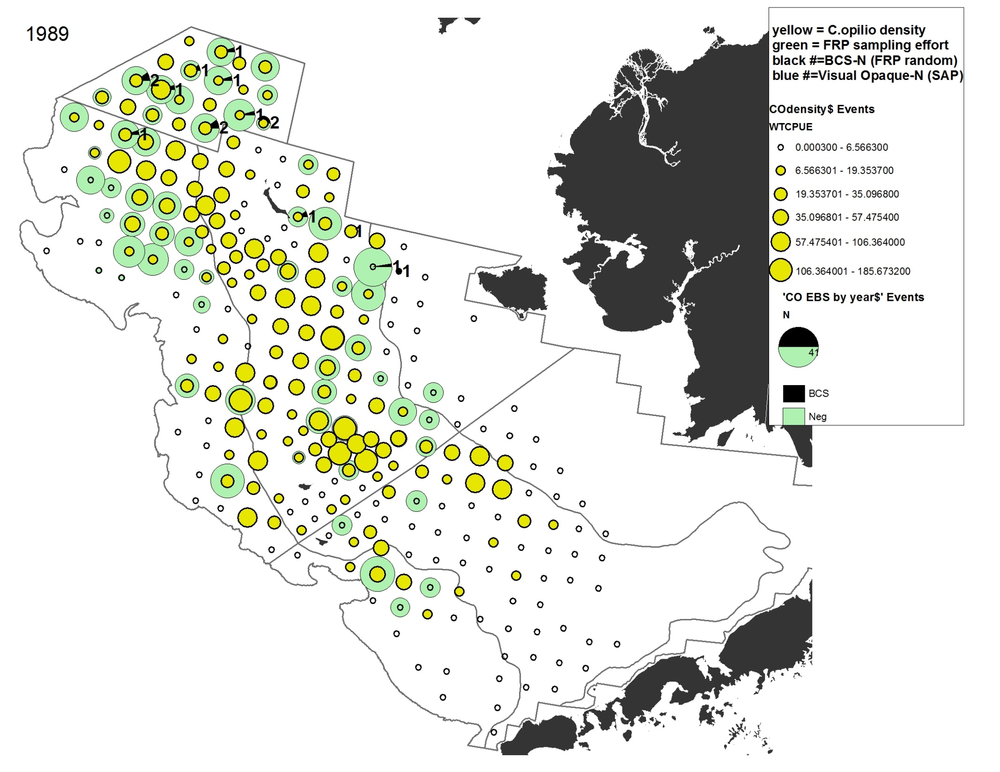 1989
1
1
2
1
1
1
2
2
1
1
1
1
1
yellow = C.opilio density
green = FRP sampling effort
black #=BCS-N (FRP random)
blue #=Visual Opaque-N (SAP)
COdensity$ Events
WTCPUE
0.000300 - 6.566300
6.566301 - 19.353700
19.353701 - 35.096800
35.096801 - 57.475400
57.475401 - 106.364000
106.364001 - 185.673200
'CO EBS by year$' Events
N
41
BCS
Neg